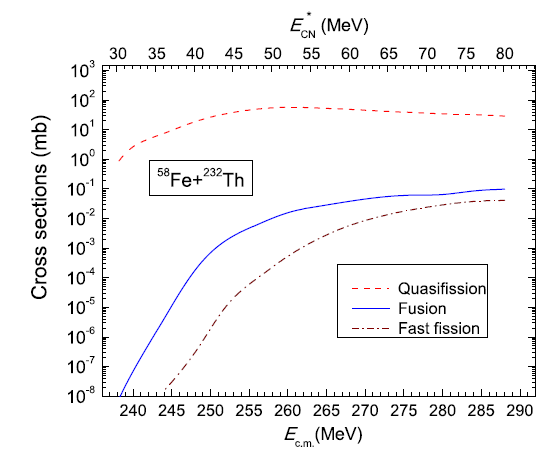 E*CN (MeV)
30 35 40 45 50 55 60 65 70 75 80
Cross sections (mb)
10^3
10^2
10^1
10^0
10^-1
10^-2
10^-3
10^-4
10^-5
10^-6
10^-7
10^-8
^58Fe+^232Th
Quasifission
Fusion
Fast fission
240 245 250 255 260 265 270 275 280 285 290
E_c.m.(MeV)